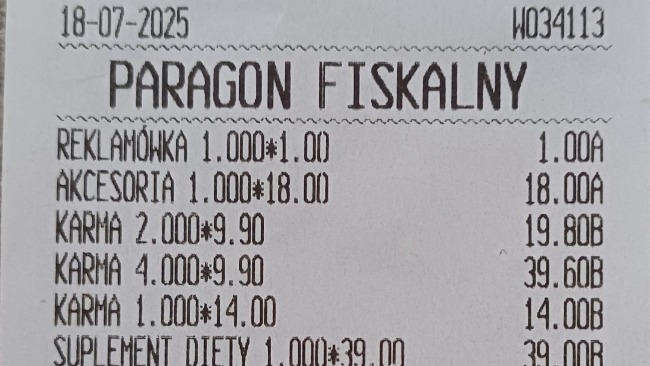 18-07-2025 W034113
PARAGON FISKALNY
REKLAMÓWKA 1.000*1.00 1.00A
AKCESORIA 1.000*18.00 18.00A
KARMA 2.000*9.90 19.80B
KARMA 4.000*9.90 39.60B
KARMA 1.000*14.00 14.00B
SUPLEMENT DIETY 1.000*39.00 39.00B